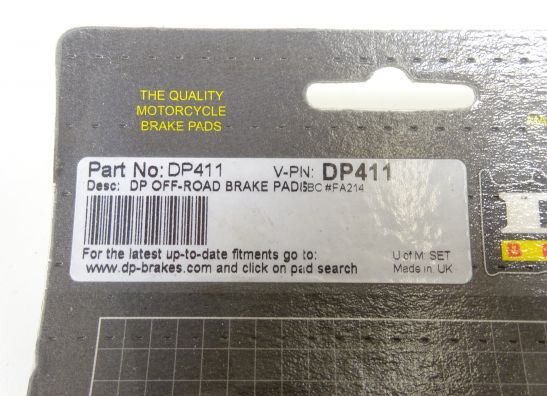 THE QUALITY
MOTORCYCLE
BRAKE PADS
Part No: DP411 V-PN: DP411
Desc: DP OFF-ROAD BRAKE PADS EBC #FA214
For the latest up-to-date fitments go to:
www.dp-brakes.com and click on pad search
U of M: SET
Made in: UK